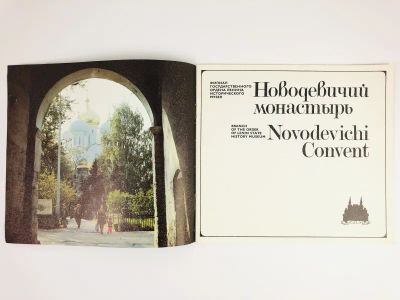 ФИЛИАЛ
ГОСУДАРСТВЕННОГО
ОРДЕНА ЛЕНИНА
ИСТОРИЧЕСКОГО
МУЗЕЯ
Новодевичий
монастырь
BRANCH
OF THE ORDER
OF LENIN STATE
HISTORY MUSEUM
Novodevichi
Convent